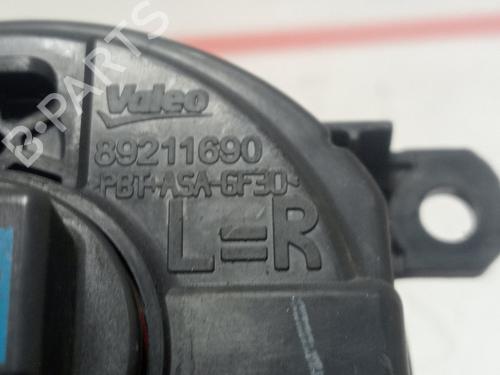 Valeo
89211690
>PBT+ASA-GF30<
L=R
B-PARTS